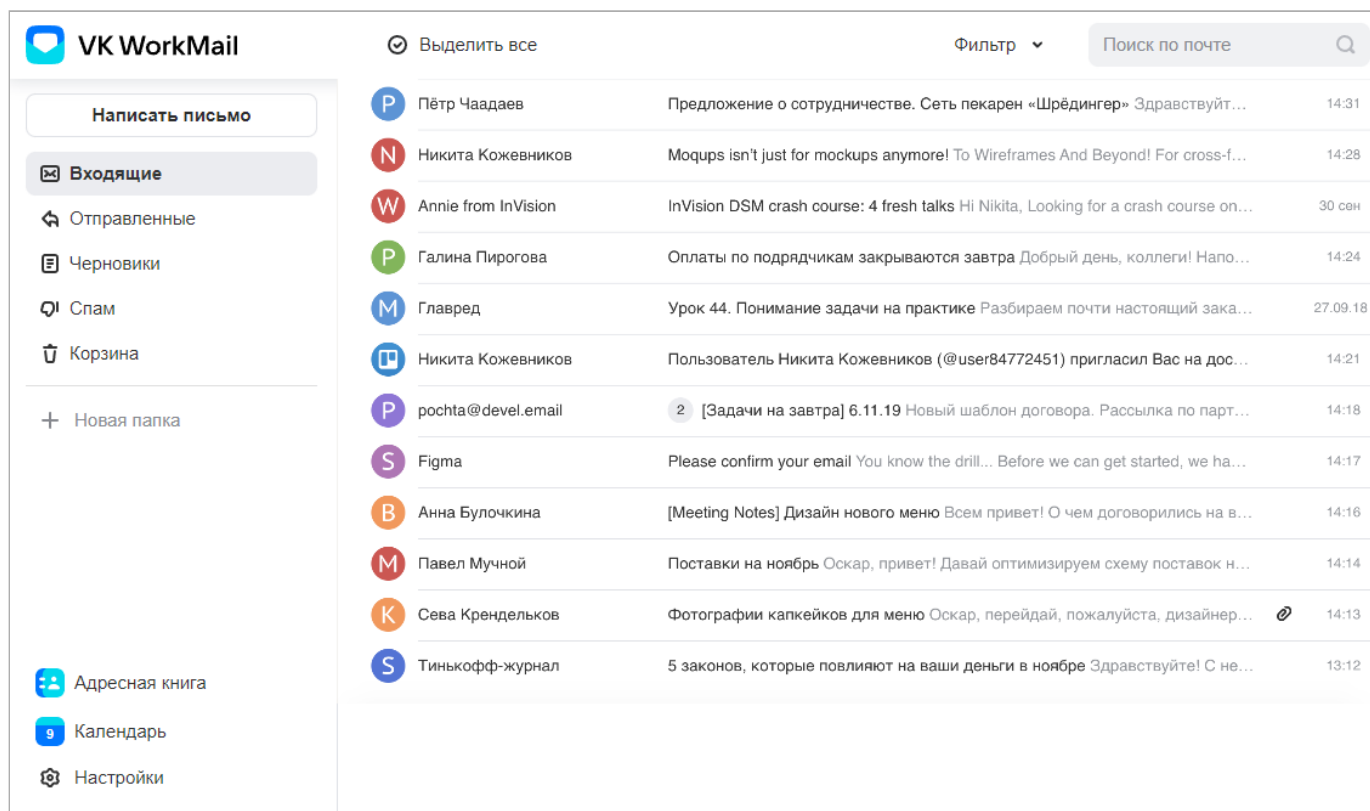 VK WorkMail
Выделить все
Фильтр
Поиск по почте
Написать письмо
Входящие
Отправленные
Черновики
Спам
Корзина
Новая папка
Адресная книга
9 Календарь
Настройки
P Пётр Чаадаев Предложение о сотрудничестве. Сеть пекарен «Шрёдингер» Здравствуйт... 14:31
N Никита Кожевников Moqups isn't just for mockups anymore! To Wireframes And Beyond! For cross-f... 14:28
W Annie from InVision InVision DSM crash course: 4 fresh talks Hi Nikita, Looking for a crash course on... 30 сен
P Галина Пирогова Оплаты по подрядчикам закрываются завтра Добрый день, коллеги! Напо... 14:24
M Главред Урок 44. Понимание задачи на практике Разбираем почти настоящий зака... 27.09.18
Никита Кожевников Пользователь Никита Кожевников (@user84772451) пригласил Вас на дос... 14:21
P pochta@devel.email 2 [Задачи на завтра] 6.11.19 Новый шаблон договора. Рассылка по парт... 14:18
S Figma Please confirm your email You know the drill... Before we can get started, we ha... 14:17
B Анна Булочкина [Meeting Notes] Дизайн нового меню Всем привет! О чем договорились на в... 14:16
M Павел Мучной Поставки на ноябрь Оскар, привет! Давай оптимизируем схему поставок н... 14:14
K Сева Крендельков Фотографии капкейков для меню Оскар, перейдай, пожалуйста, дизайнер... 14:13
S Тинькофф-журнал 5 законов, которые повлияют на ваши деньги в ноябре Здравствуйте! С не... 13:12